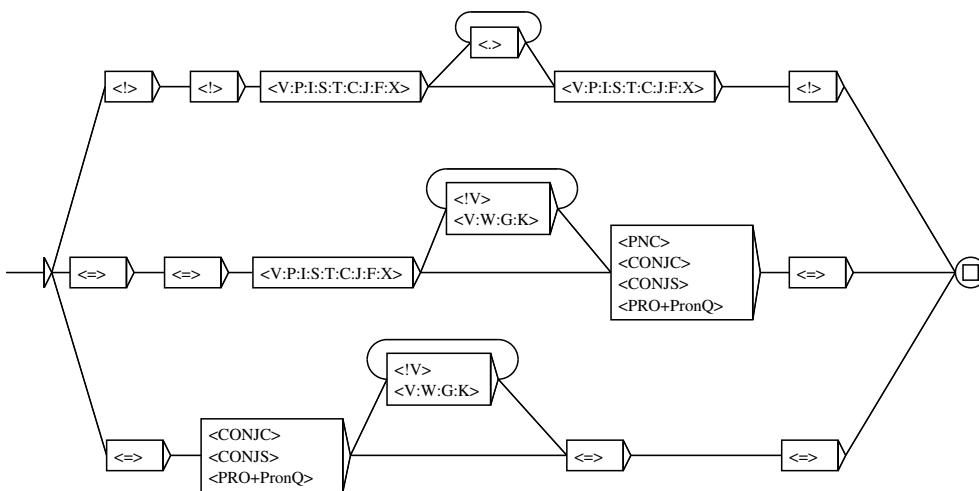 <.>
<!>
<!>
<V:P:I:S:T:C:J:F:X>
<V:P:I:S:T:C:J:F:X>
<!>
<!V>
<V:W:G:K>
<=>
<=>
<V:P:I:S:T:C:J:F:X>
<PNC>
<CONJC>
<CONJS>
<PRO+PronQ>
<=>
<!V>
<V:W:G:K>
<=>
<CONJC>
<CONJS>
<PRO+PronQ>
<=>
<=>